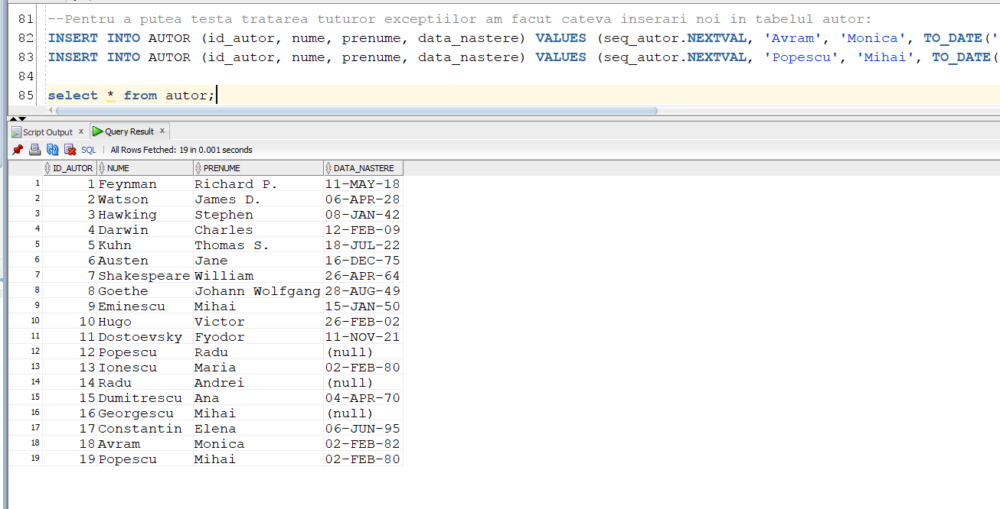 81 --Pentru a putea testa tratarea tuturor exceptiilor am facut cateva inserari noi in tabelul autor:
82 INSERT INTO AUTOR (id_autor, nume, prenume, data_nastere) VALUES (seq_autor.NEXTVAL, 'Avram', 'Monica', TO_DATE('
83 INSERT INTO AUTOR (id_autor, nume, prenume, data_nastere) VALUES (seq_autor.NEXTVAL, 'Popescu', 'Mihai', TO_DATE(
84
85 select * from autor;
Script Output x Query Result x
SQL | All Rows Fetched: 19 in 0.001 seconds
ID_AUTOR NUME PRENUME DATA_NASTERE
1 1 Feynman Richard P. 11-MAY-18
2 2 Watson James D. 06-APR-28
3 3 Hawking Stephen 08-JAN-42
4 4 Darwin Charles 12-FEB-09
5 5 Kuhn Thomas S. 18-JUL-22
6 6 Austen Jane 16-DEC-75
7 7 Shakespeare William 26-APR-64
8 8 Goethe Johann Wolfgang 28-AUG-49
9 9 Eminescu Mihai 15-JAN-50
10 10 Hugo Victor 26-FEB-02
11 11 Dostoevsky Fyodor 11-NOV-21
12 12 Popescu Radu (null)
13 13 Ionescu Maria 02-FEB-80
14 14 Radu Andrei (null)
15 15 Dumitrescu Ana 04-APR-70
16 16 Georgescu Mihai (null)
17 17 Constantin Elena 06-JUN-95
18 18 Avram Monica 02-FEB-82
19 19 Popescu Mihai 02-FEB-80